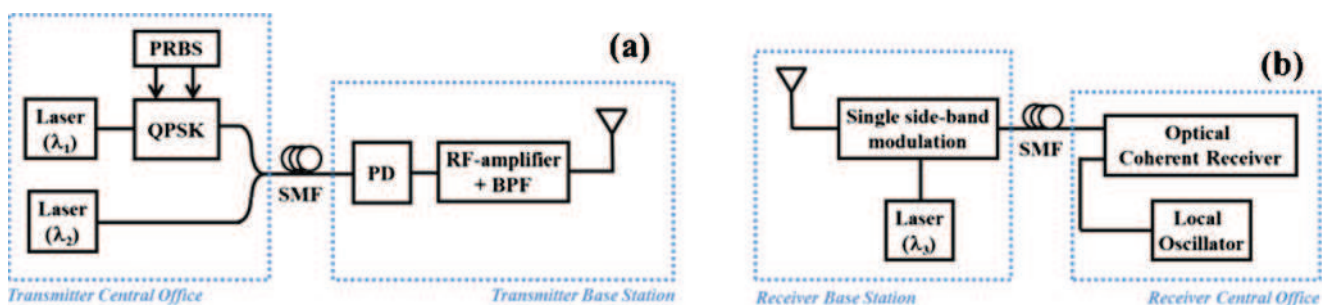 (a)
PRBS
Laser
(λ1)
QPSK
Laser
(λ2)
SMF
PD
RF-amplifier
+ BPF
Transmitter Central Office
Transmitter Base Station
(b)
Single side-band
modulation
SMF
Optical
Coherent Receiver
Laser
(λ3)
Local
Oscillator
Receiver Base Station
Receiver Central Office